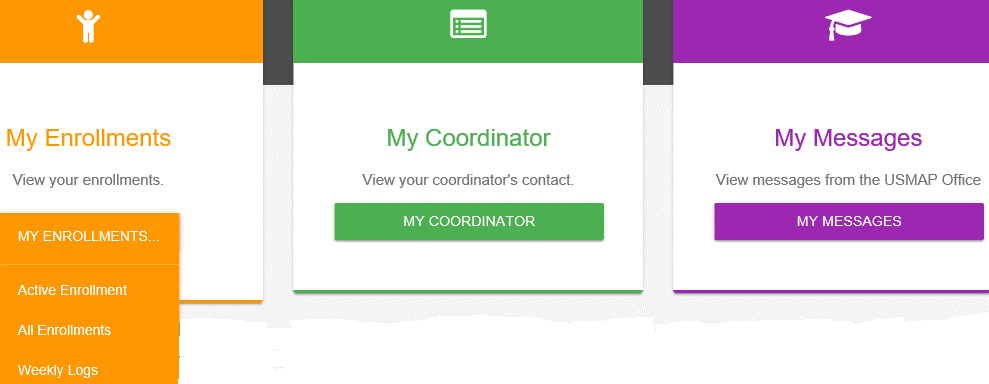 My Enrollments
View your enrollments.
MY ENROLLMENTS...
Active Enrollment
All Enrollments
Weekly Logs
My Coordinator
View your coordinator's contact.
MY COORDINATOR
My Messages
View messages from the USMAP Office
MY MESSAGES